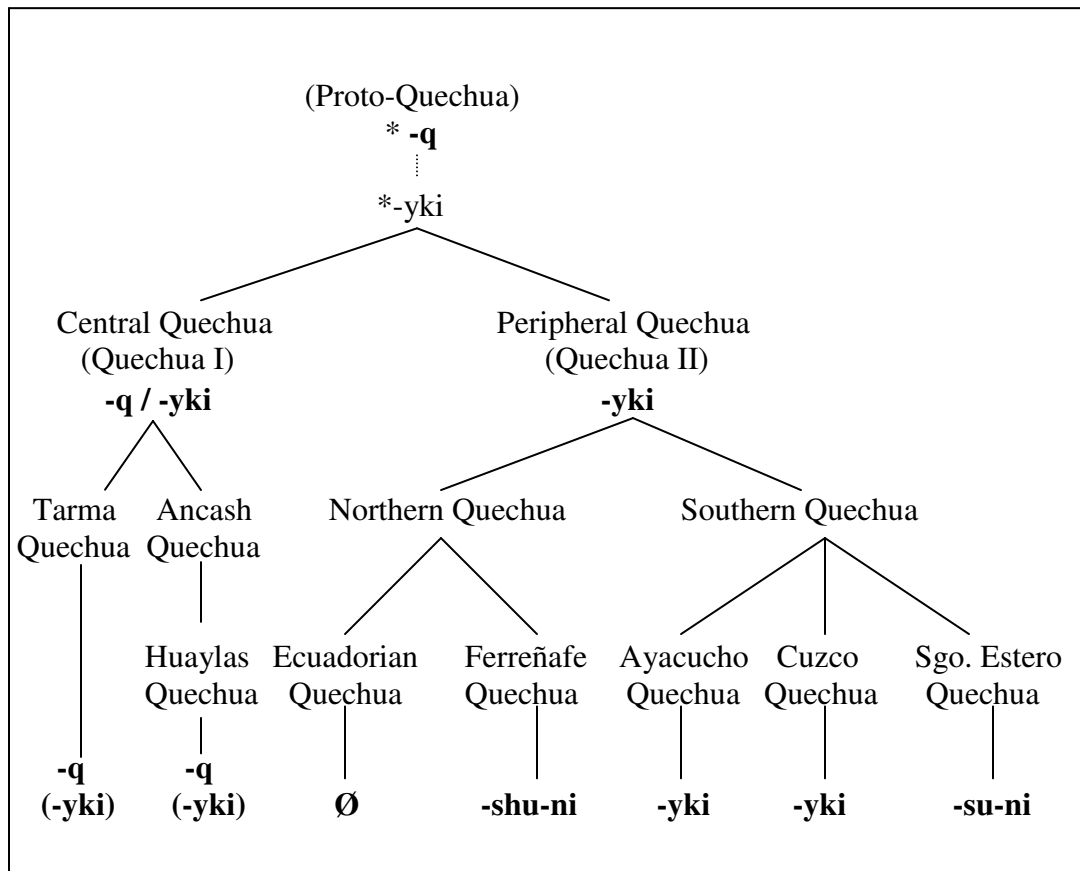 (Proto-Quechua)
* -q
*-yki
Central Quechua Peripheral Quechua
(Quechua I) (Quechua II)
-q / -yki -yki
Tarma Ancash Northern Quechua Southern Quechua
Quechua Quechua
Huaylas Ecuadorian Ferreñafe Ayacucho Cuzco Sgo. Estero
Quechua Quechua Quechua Quechua Quechua Quechua
-q -q
(-yki) (-yki) Ø -shu-ni -yki -yki -su-ni